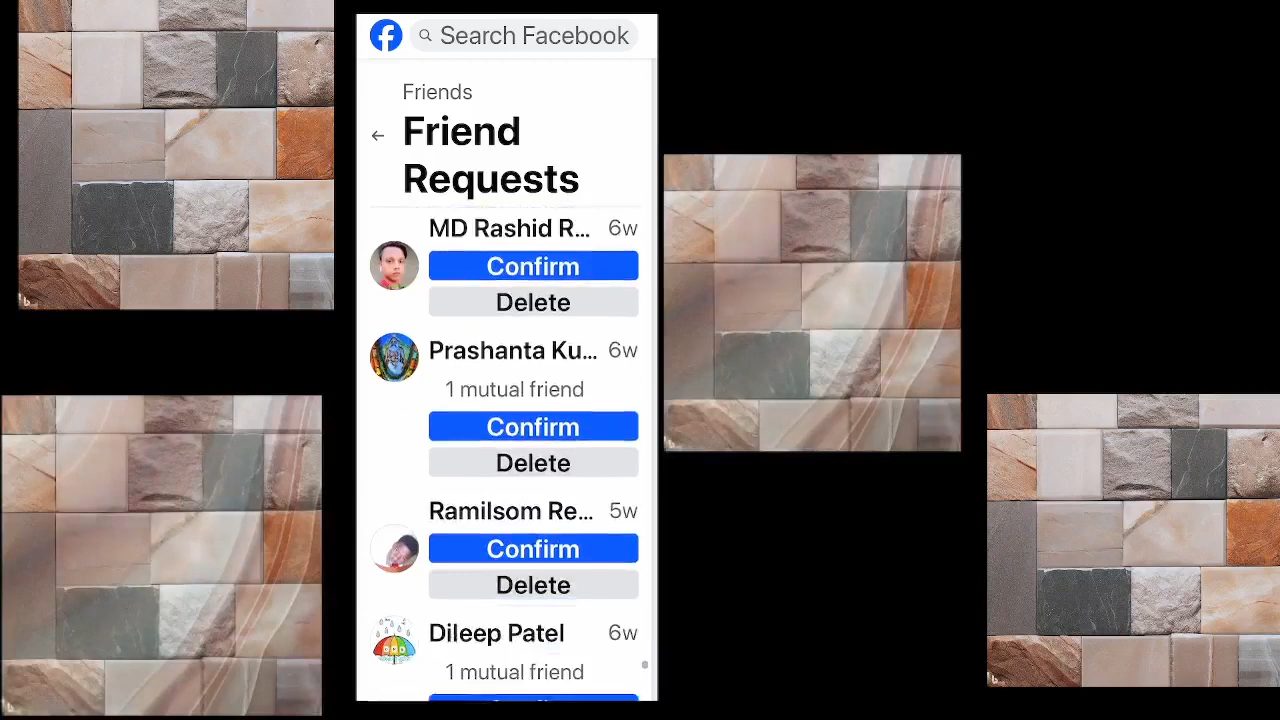 Search Facebook
Friends
Friend
Requests
MD Rashid R... 6w
Confirm
Delete
Prashanta Ku... 6w
1 mutual friend
Confirm
Delete
Ramilsom Re... 5w
Confirm
Delete
Dileep Patel 6w
1 mutual friend